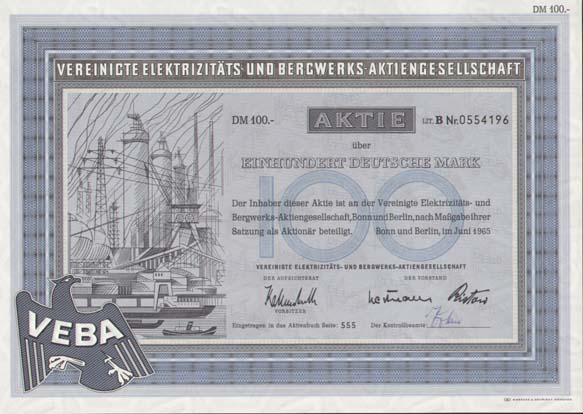 DM 100.-
VEREINIGTE ELEKTRIZITÄTS- UND BERGWERKS-AKTIENGESELLSCHAFT
DM 100.- AKTIE LIT. B Nr. 0554196
über
EINHUNDERT DEUTSCHE MARK
100
Der Inhaber dieser Aktie ist an der Vereinigte Elektrizitäts- und
Bergwerks-Aktiengesellschaft, Bonn und Berlin, nach Maßgabe ihrer
Satzung als Aktionär beteiligt. Bonn und Berlin, im Juni 1965
VEREINIGTE ELEKTRIZITÄTS- UND BERGWERKS-AKTIENGESELLSCHAFT
DER AUFSICHTSRAT DER VORSTAND
VORSITZER
Eingetragen in das Aktienbuch Seite: 555 Der Kontrollbeamte:
VEBA